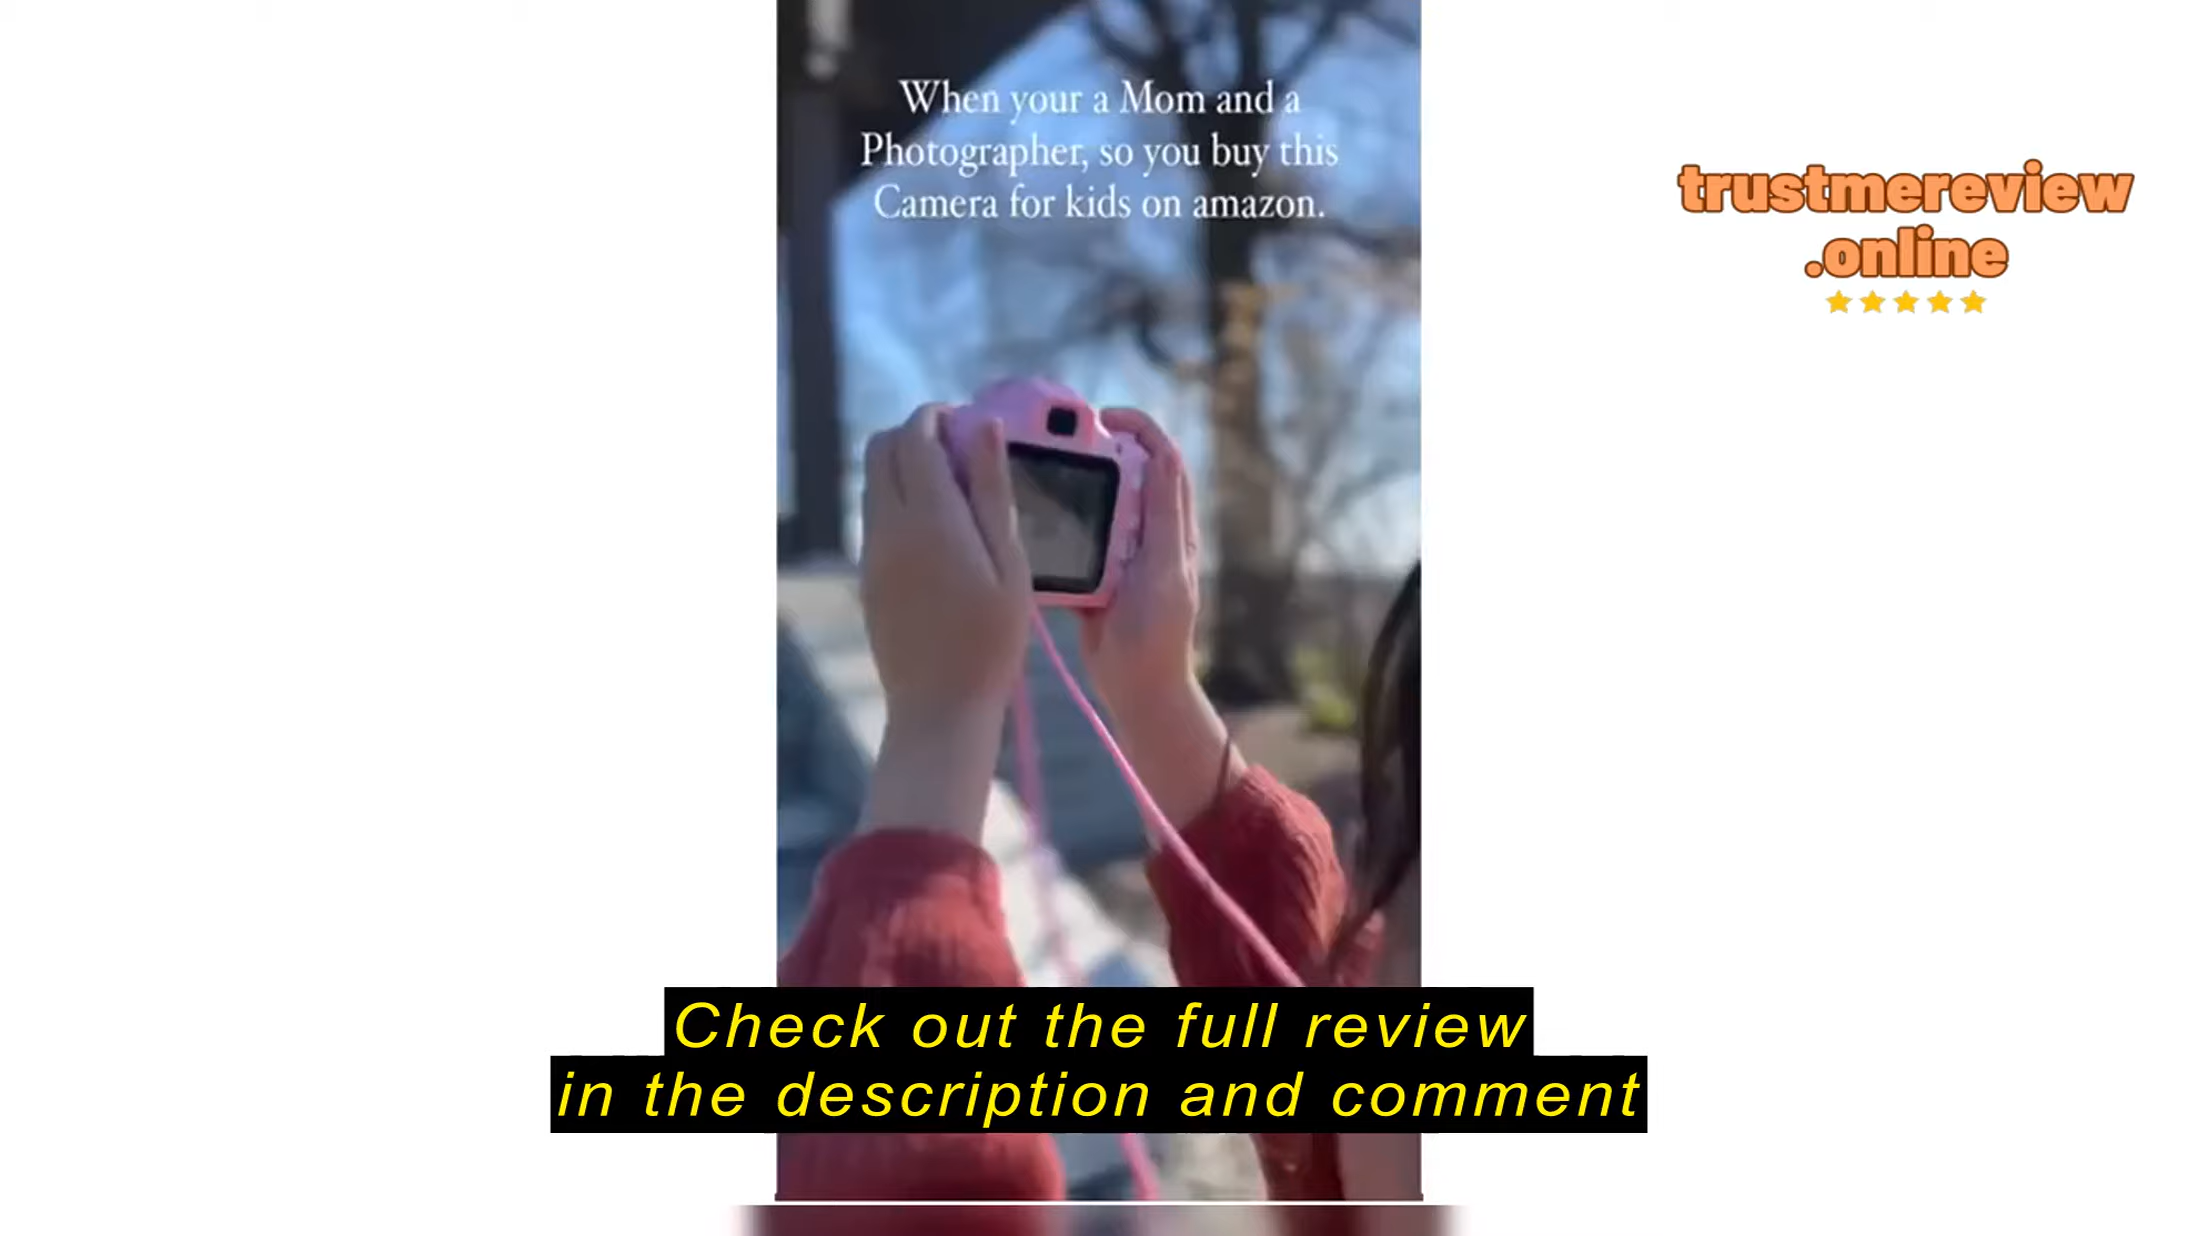 When your a Mom and a
Photographer, so you buy this
Camera for kids on amazon.
trustmereview
.online
Check out the full review
in the description and comment